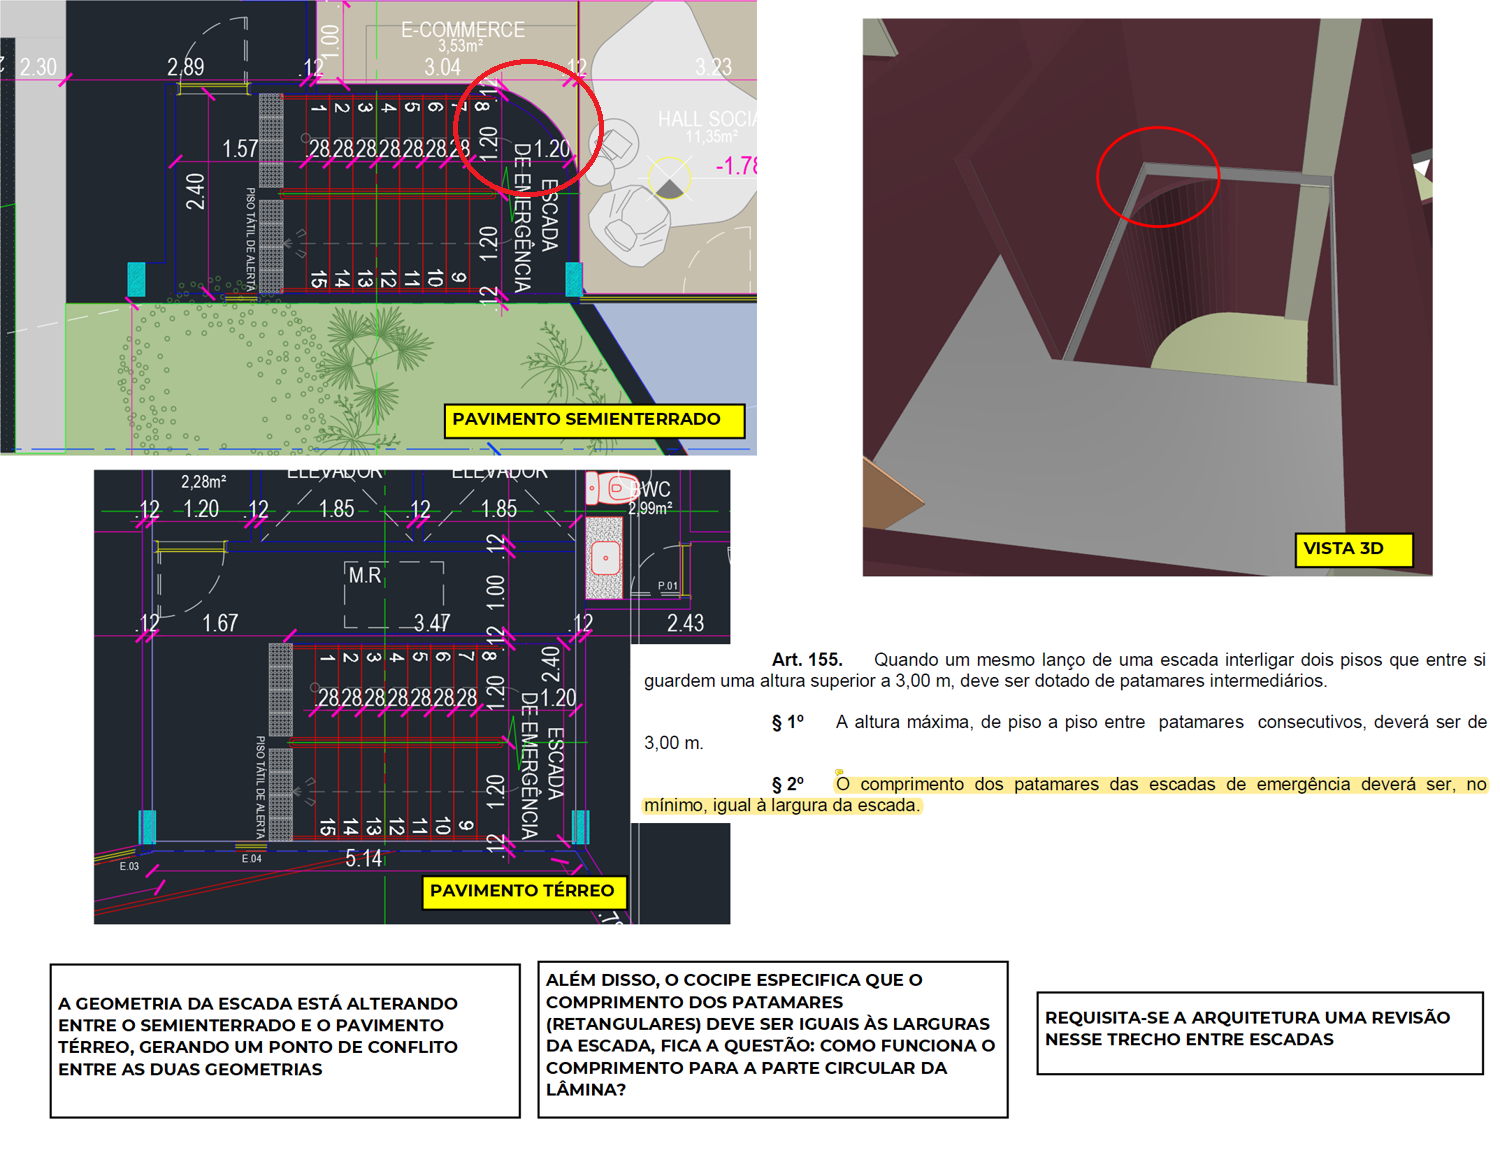 E-COMMERCE
3,53m²
1.00
2.30
2.89
.12
3.04
.12
3.23
.12
1 2 3 4 5 6 7 8
HALL SOCIA
11,35m²
1.57
.28 .28 .28 .28 .28 .28 .28
1.20
1.20
-1.78
2.40
PISO TÁTIL DE ALERTA
ESCADA
DE EMERGÊNCIA
1.20
15 14 13 12 11 10 9
.12
PAVIMENTO SEMIENTERRADO
VISTA 3D
ELEVADOR
ELEVADOR
2,28m²
BWC
2,99m²
.12
1.20
.12
1.85
.12
1.85
.12
M.R
1.00
P.01
.12
1.67
3.47
.12
.12
2.43
1 2 3 4 5 6 7 8
2.40
.28 .28 .28 .28 .28 .28 .28
1.20
1.20
PISO TÁTIL DE ALERTA
ESCADA
DE EMERGÊNCIA
1.20
15 14 13 12 11 10 9
.12
E.03
E.04
5.14
PAVIMENTO TÉRREO
Art. 155. Quando um mesmo lanço de uma escada interligar dois pisos que entre si
guardem uma altura superior a 3,00 m, deve ser dotado de patamares intermediários.
§ 1º A altura máxima, de piso a piso entre patamares consecutivos, deverá ser de
3,00 m.
§ 2º O comprimento dos patamares das escadas de emergência deverá ser, no
mínimo, igual à largura da escada.
A GEOMETRIA DA ESCADA ESTÁ ALTERANDO
ENTRE O SEMIENTERRADO E O PAVIMENTO
TÉRREO, GERANDO UM PONTO DE CONFLITO
ENTRE AS DUAS GEOMETRIAS
ALÉM DISSO, O COCIPE ESPECIFICA QUE O
COMPRIMENTO DOS PATAMARES
(RETANGULARES) DEVE SER IGUAIS ÀS LARGURAS
DA ESCADA, FICA A QUESTÃO: COMO FUNCIONA O
COMPRIMENTO PARA A PARTE CIRCULAR DA
LÂMINA?
REQUISITA-SE A ARQUITETURA UMA REVISÃO
NESSE TRECHO ENTRE ESCADAS